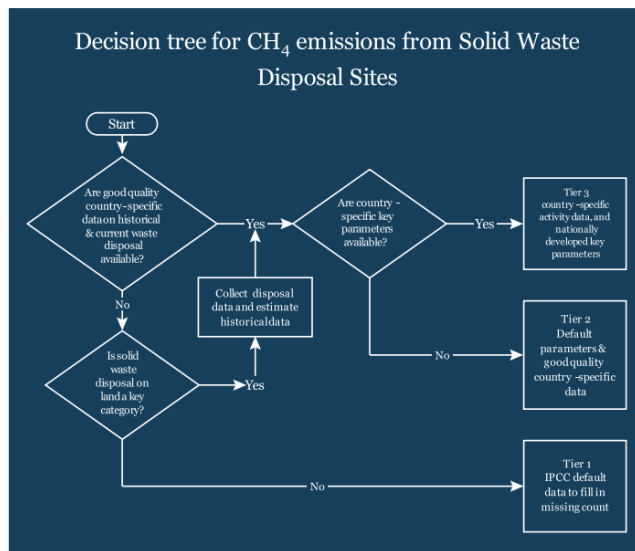 Decision tree for CH4 emissions from Solid Waste
Disposal Sites
Start
Are good quality
country-specific
data on historical
& current waste
disposal
available?
Yes
Are country -
specific key
parameters
available?
Yes
Tier 3
country -specific
activity data, and
nationally
developed key
parameters
No
Collect disposal
data and estimate
historical data
Is solid
waste
disposal on
land a key
category?
Yes
No
Tier 2
Default
parameters &
good quality
country -specific
data
No
Tier 1
IPCC default
data to fill in
missing count